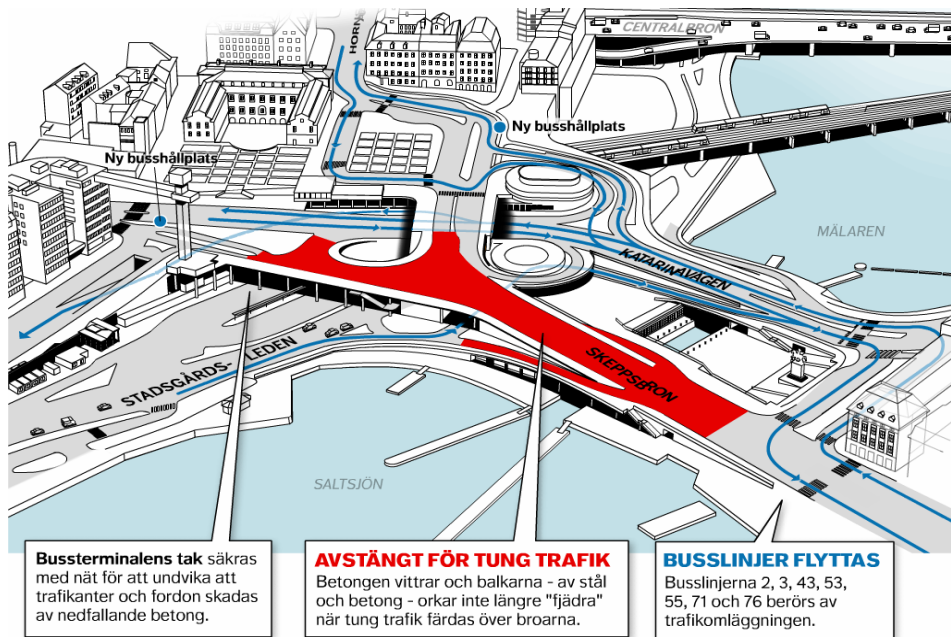 CENTRALBRON
HORN
Ny busshållplats
Ny busshållplats
MÄLAREN
KATARINAVÄGEN
SKEPPSBRON
STADSGÅRDS-
LEDEN
SALTSJÖN
Bussterminalens tak säkras
med nät för att undvika att
trafikanter och fordon skadas
av nedfallande betong.
AVSTÄNGT FÖR TUNG TRAFIK
Betongen vittrar och balkarna - av stål
och betong - orkar inte längre "fjädra"
när tung trafik färdas över broarna.
BUSSLINJER FLYTTAS
Busslinjerna 2, 3, 43, 53,
55, 71 och 76 berörs av
trafikomläggningen.